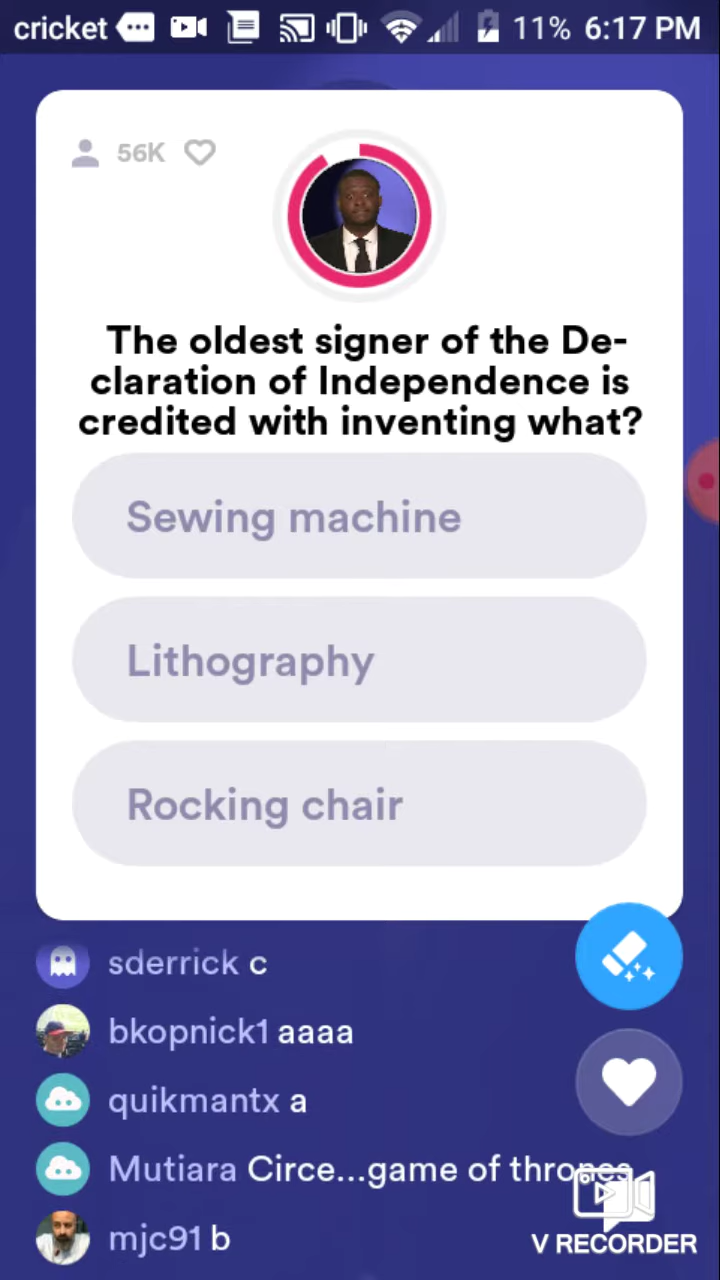 cricket 11% 6:17 PM
56K
The oldest signer of the De-
claration of Independence is
credited with inventing what?
Sewing machine
Lithography
Rocking chair
sderrick c
bkopnick1 aaaa
quikmantx a
Mutiara Circe...game of thrones
mjc91 b
V RECORDER